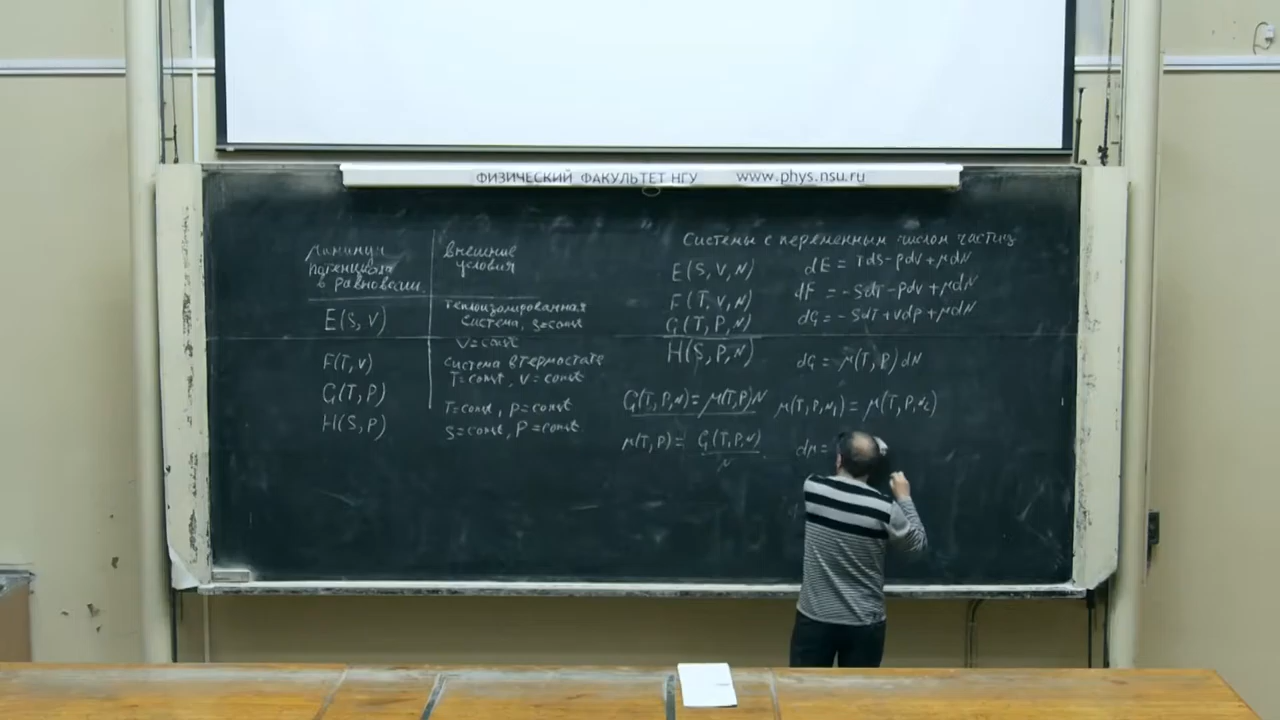 ФИЗИЧЕСКИЙ ФАКУЛЬТЕТ НГУ www.phys.nsu.ru
Минимум
потенциала
в равновесии
Внешние
условия
E(S,V)
теплоизолированная
система, S=const
V=const
F(T,V)
система в термостате
T=const, V=const
G(T,P)
T=const, P=const
H(S,P)
S=const, P=const
Системы с переменным числом частиц
E(S,V,N) dE = TdS-pdV+μdN
F(T,V,N) dF = -SdT-pdV+μdN
G(T,P,N) dG = -SdT+Vdp+μdN
H(S,P,N) dG = μ(T,P)dN
G(T,P,N)=μ(T,P)N μ(T,P,N₁) = μ(T,P,N₂)
μ(T,P)= G(T,P,N)
N
dμ=